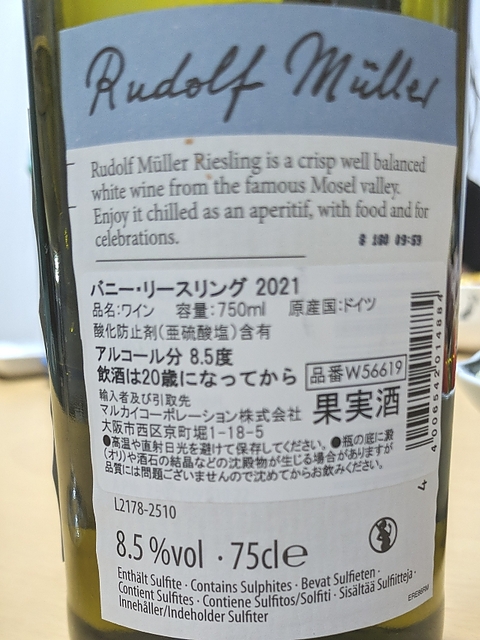 Rudolf Müller
Rudolf Müller Riesling is a crisp well balanced
white wine from the famous Mosel valley.
Enjoy it chilled as an aperitif, with food and for
celebrations.
8 180 09:59
バニー・リースリング 2021
品名:ワイン 容量:750ml 原産国:ドイツ
酸化防止剤(亜硫酸塩)含有
アルコール分 8.5度
飲酒は20歳になってから 品番W56619
輸入者及び引取先
マルカイコーポレーション株式会社 果実酒
大阪市西区京町堀1-18-5
●高温や直射日光を避けて保存してください。●瓶の底に澱
(オリ)や酒石の結晶などの沈殿物が生じる場合がありますが
品質には問題ございませんので沈めてからお飲みください。
4006542014884
L2178-2510
4
8.5 %vol · 75cl e
Enthält Sulfite · Contains Sulphites · Bevat Sulfieten ·
Contient Sulfites · Contiene Sulfitos/Solfiti · Sisältää Sulfiitteja ·
Innehåller/Indeholder Sulfiter